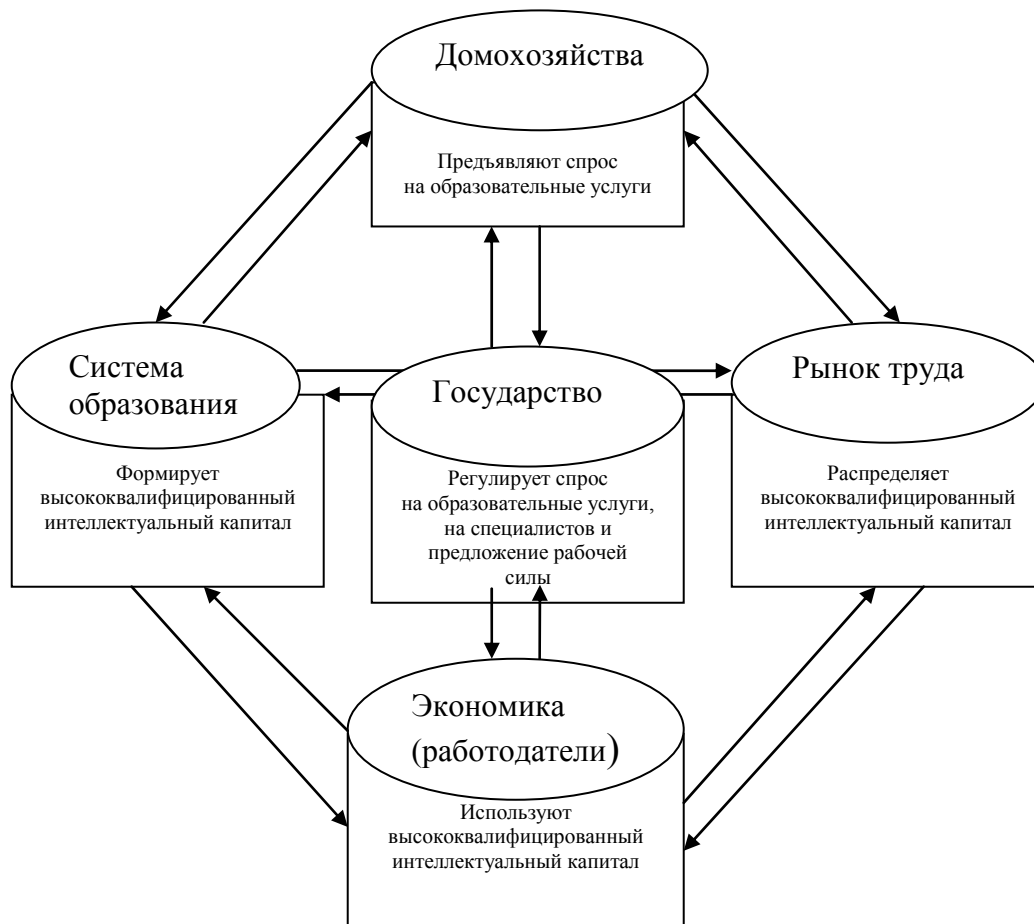 Домохозяйства
Предъявляют спрос
на образовательные услуги
Система
образования
Формирует
высококвалифицированный
интеллектуальный капитал
Государство
Регулирует спрос
на образовательные услуги,
на специалистов и
предложение рабочей
силы
Рынок труда
Распределяет
высококвалифицированный
интеллектуальный капитал
Экономика
(работодатели)
Используют
высококвалифицированный
интеллектуальный капитал